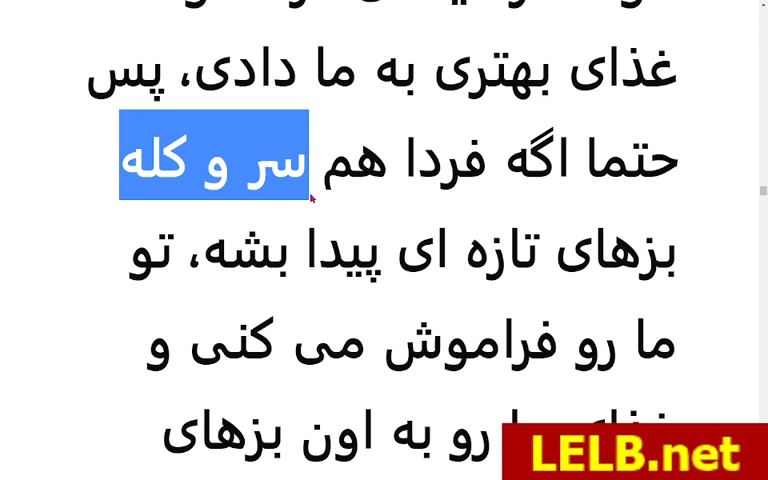 غذای بهتری به ما دادی، پس
حتما اگه فردا هم سر و کله
بزهای تازه ای پیدا بشه، تو
ما رو فراموش می کنی و
رو به اون بزهای
LELB.net